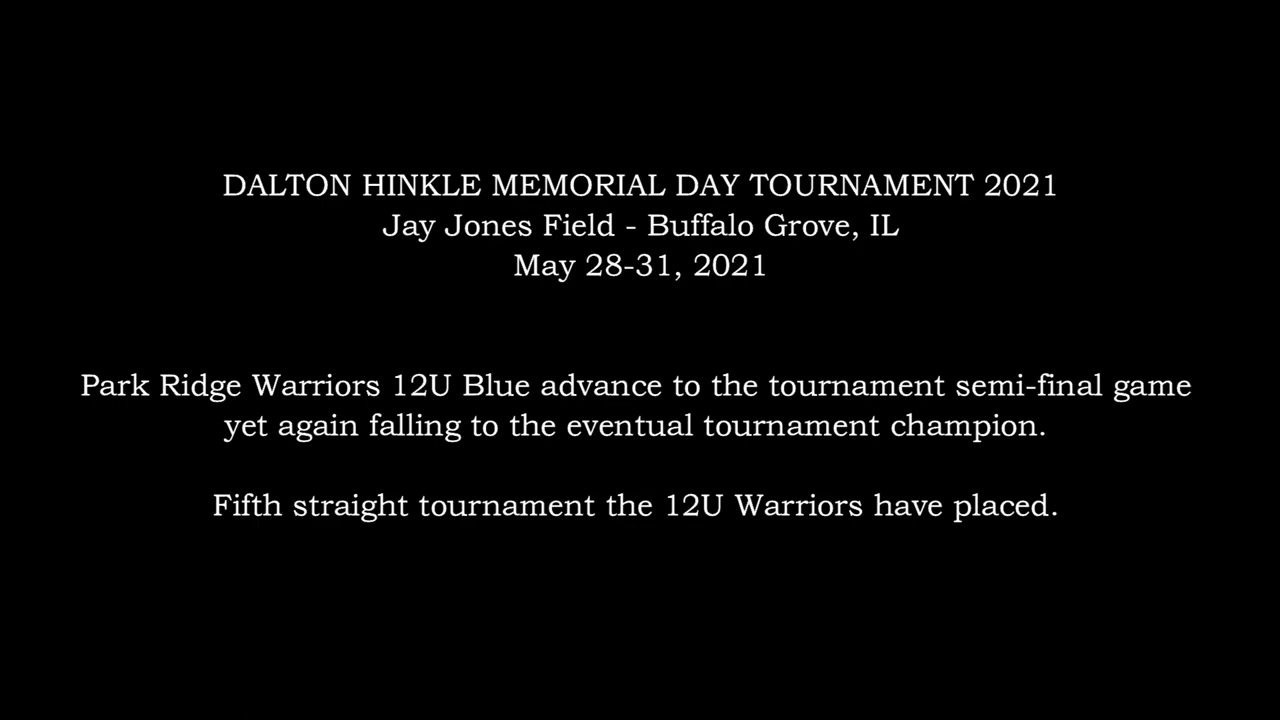 DALTON HINKLE MEMORIAL DAY TOURNAMENT 2021
Jay Jones Field - Buffalo Grove, IL
May 28-31, 2021
Park Ridge Warriors 12U Blue advance to the tournament semi-final game
yet again falling to the eventual tournament champion.
Fifth straight tournament the 12U Warriors have placed.